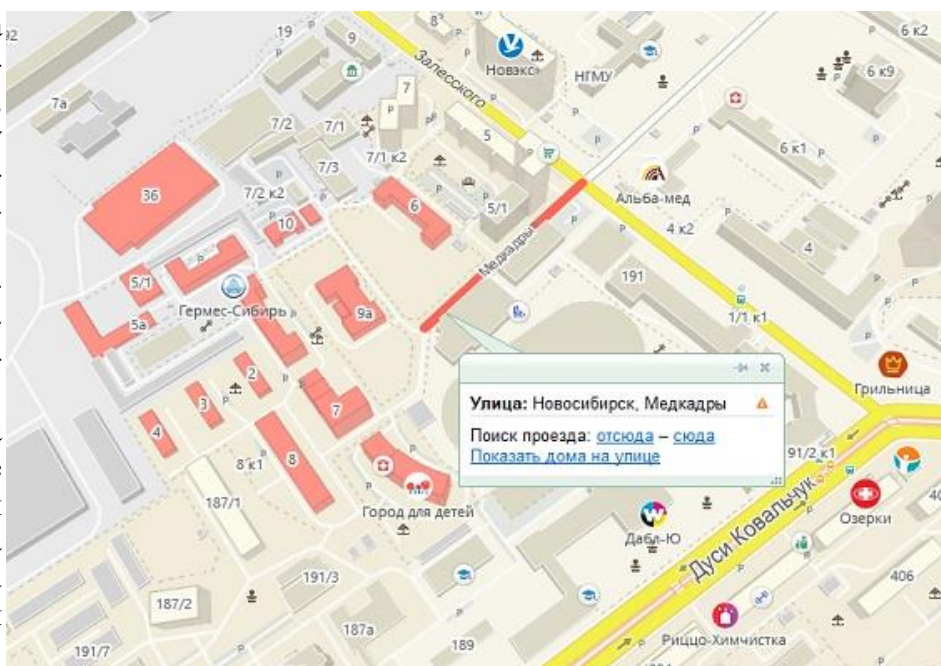 19
9
8
6 к2
Новэкс
НГМУ
6 к9
7а
Залесского
7
7/2
7/1
5
7/3
7/1 к2
6 к1
36
7/2 к2
6
5/1
Альба-мед
10
4 к2
4
Медкадры
191
5/1
Гермес-Сибирь
9а
5а
1/1 к1
Грильница
2
3
7
4
Улица: Новосибирск, Медкадры
Поиск проезда: отсюда – сюда
Показать дома на улице
8 к1
8
91/2 к1
187/1
Город для детей
Дуси Ковальчук
Озерки
Дабл-Ю
191/3
406
187/2
187а
189
Риццо-Химчистка
191/7